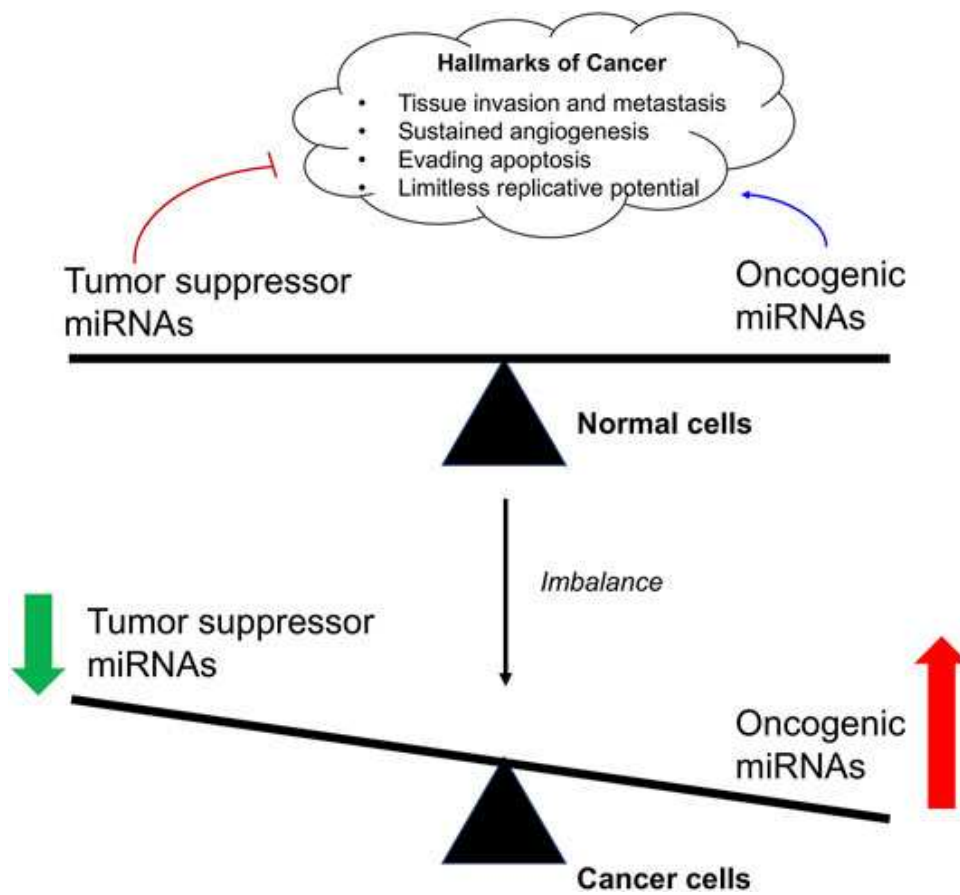 Hallmarks of Cancer
• Tissue invasion and metastasis
• Sustained angiogenesis
• Evading apoptosis
• Limitless replicative potential
Tumor suppressor
miRNAs
Oncogenic
miRNAs
Normal cells
Imbalance
Tumor suppressor
miRNAs
Oncogenic
miRNAs
Cancer cells